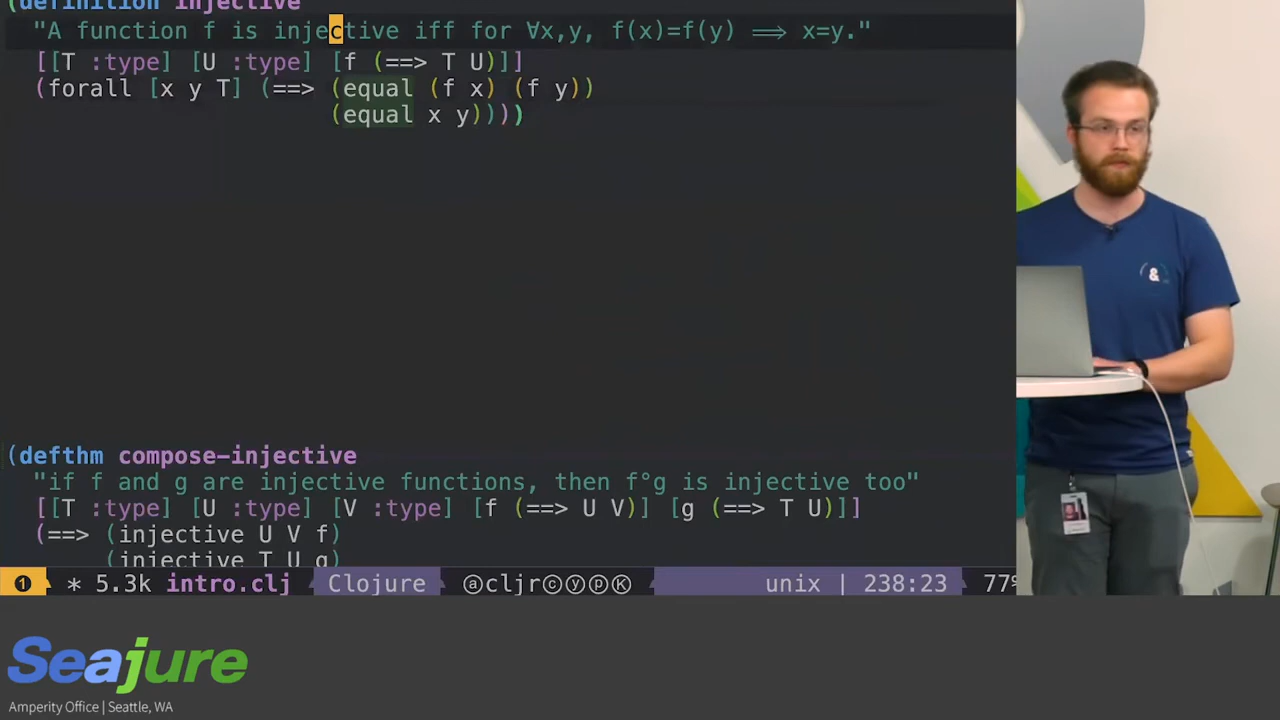 (definition injective
"A function f is injective iff for ∀x,y, f(x)=f(y) ⟹ x=y."
[[T :type] [U :type] [f (==> T U)]]
(forall [x y T] (==> (equal (f x) (f y))
(equal x y))))
(defthm compose-injective
"if f and g are injective functions, then f°g is injective too"
[[T :type] [U :type] [V :type] [f (==> U V)] [g (==> T U)]]
(==> (injective U V f)
(injective T U g)
❶ * 5.3k intro.clj Clojure ⓐcljrⓒⓨⓟⓀ unix | 238:23 77%
&
Seajure
Amperity Office | Seattle, WA